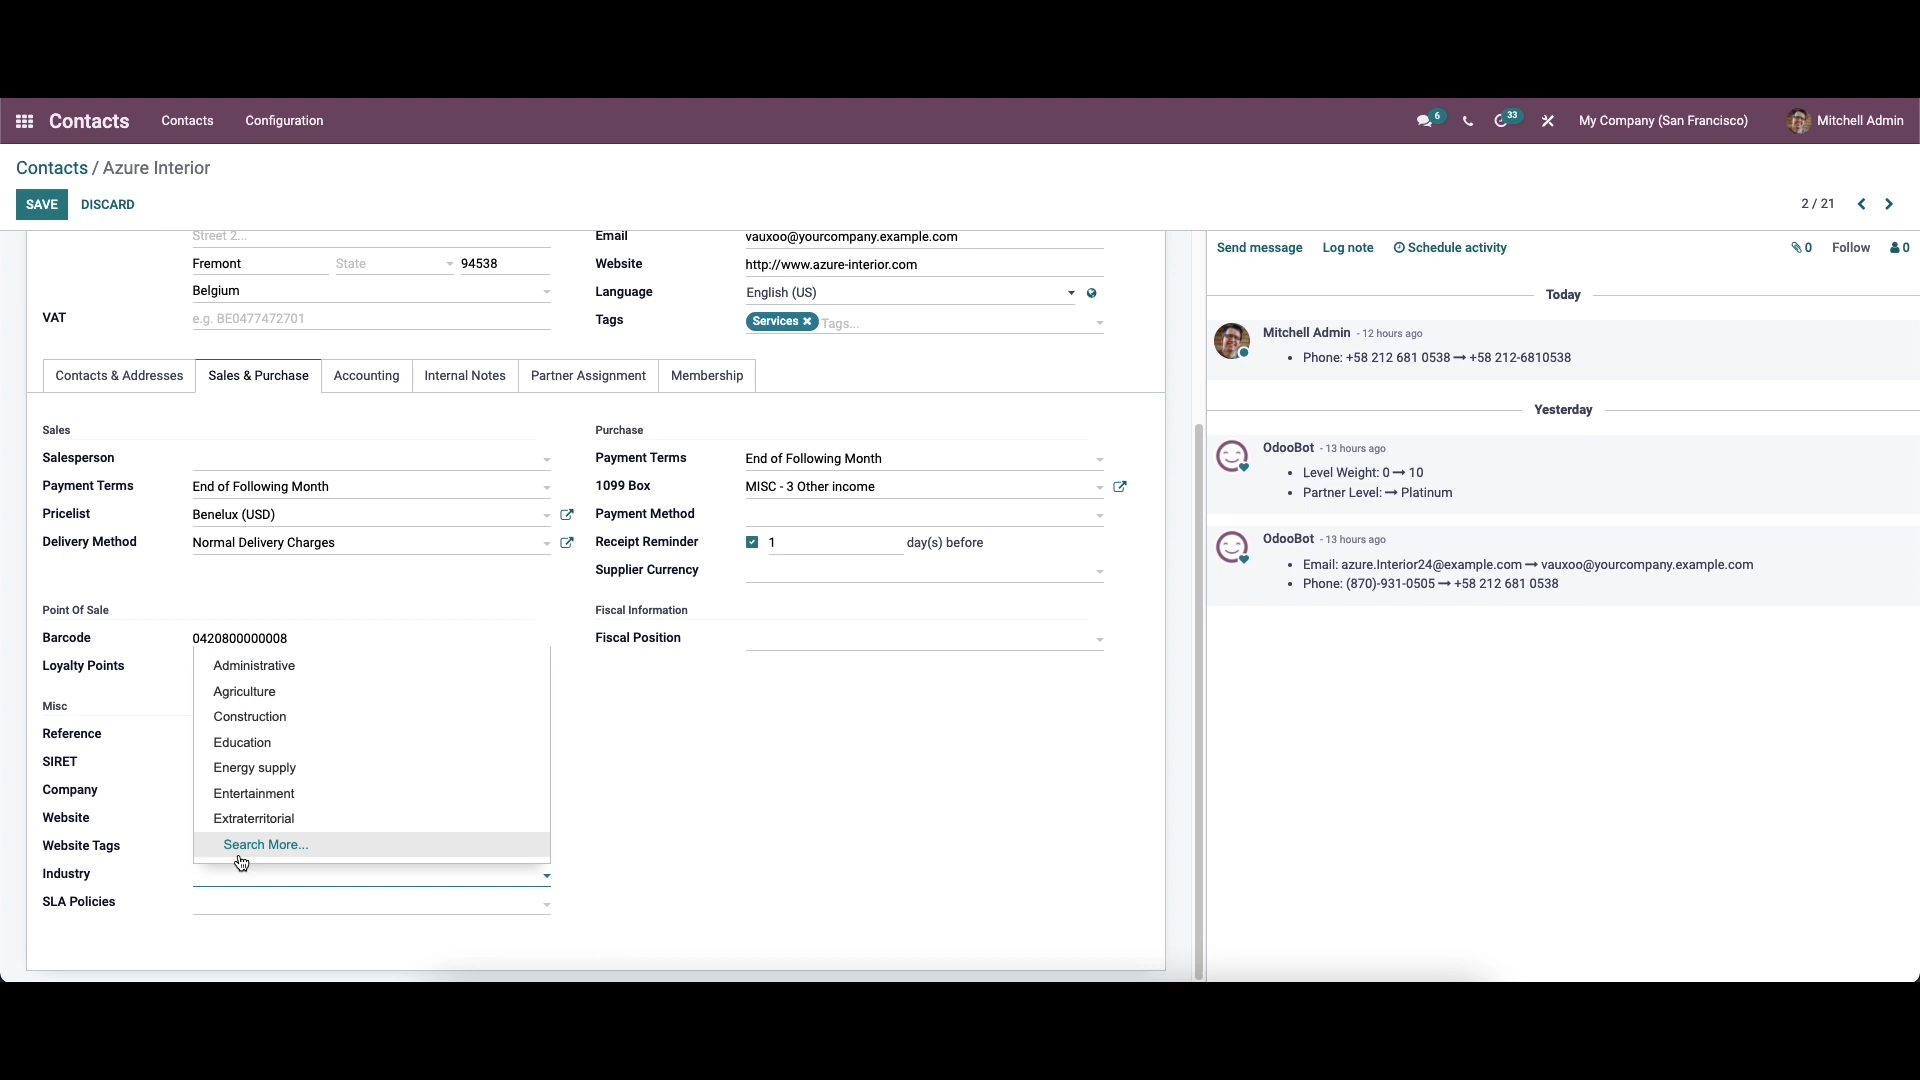 Contacts Contacts Configuration 6 33 My Company (San Francisco) Mitchell Admin
Contacts / Azure Interior
SAVE DISCARD 2 / 21
Street 2...
Fremont State 94538
Belgium
VAT e.g. BE0477472701
Email vauxoo@yourcompany.example.com
Website http://www.azure-interior.com
Language English (US)
Tags Services Tags...
Contacts & Addresses Sales & Purchase Accounting Internal Notes Partner Assignment Membership
Sales
Salesperson
Payment Terms End of Following Month
Pricelist Benelux (USD)
Delivery Method Normal Delivery Charges
Purchase
Payment Terms End of Following Month
1099 Box MISC - 3 Other income
Payment Method
Receipt Reminder 1 day(s) before
Supplier Currency
Point Of Sale
Barcode 0420800000008
Loyalty Points
Fiscal Information
Fiscal Position
Misc
Reference
SIRET
Company
Website
Website Tags
Industry
SLA Policies
Administrative
Agriculture
Construction
Education
Energy supply
Entertainment
Extraterritorial
Search More...
Send message Log note Schedule activity 0 Follow 0
Today
Mitchell Admin - 12 hours ago
• Phone: +58 212 681 0538 → +58 212-6810538
Yesterday
OdooBot - 13 hours ago
• Level Weight: 0 → 10
• Partner Level: → Platinum
OdooBot - 13 hours ago
• Email: azure.Interior24@example.com → vauxoo@yourcompany.example.com
• Phone: (870)-931-0505 → +58 212 681 0538